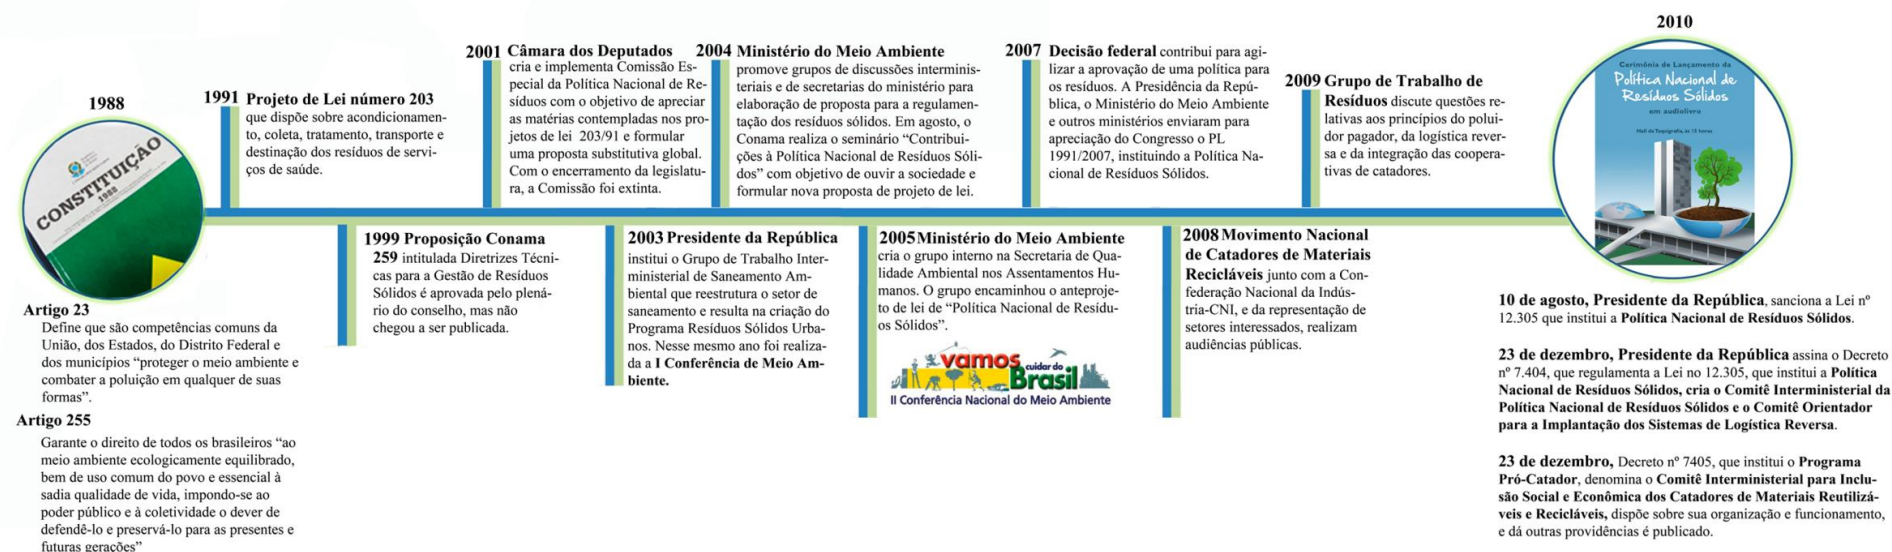 1988
CONSTITUIÇÃO
1988
Artigo 23
Define que são competências comuns da
União, dos Estados, do Distrito Federal e
dos municípios “proteger o meio ambiente e
combater a poluição em qualquer de suas
formas”.
Artigo 255
Garante o direito de todos os brasileiros “ao
meio ambiente ecologicamente equilibrado,
bem de uso comum do povo e essencial à
sadia qualidade de vida, impondo-se ao
poder público e à coletividade o dever de
defendê-lo e preservá-lo para as presentes e
futuras gerações”
1991 Projeto de Lei número 203
que dispõe sobre acondicionamen-
to, coleta, tratamento, transporte e
destinação dos resíduos de servi-
ços de saúde.
1999 Proposição Conama
259 intitulada Diretrizes Técni-
cas para a Gestão de Resíduos
Sólidos é aprovada pelo plená-
rio do conselho, mas não
chegou a ser publicada.
2001 Câmara dos Deputados
cria e implementa Comissão Es-
pecial da Política Nacional de Re-
síduos com o objetivo de apreciar
as matérias contempladas nos pro-
jetos de lei 203/91 e formular
uma proposta substitutiva global.
Com o encerramento da legislatu-
ra, a Comissão foi extinta.
2003 Presidente da República
institui o Grupo de Trabalho Inter-
ministerial de Saneamento Am-
biental que reestrutura o setor de
saneamento e resulta na criação do
Programa Resíduos Sólidos Urba-
nos. Nesse mesmo ano foi realiza-
da a I Conferência de Meio Am-
biente.
2004 Ministério do Meio Ambiente
promove grupos de discussões interminis-
teriais e de secretarias do ministério para
elaboração de proposta para a regulamen-
tação dos resíduos sólidos. Em agosto, o
Conama realiza o seminário “Contribui-
ções à Política Nacional de Resíduos Sóli-
dos” com objetivo de ouvir a sociedade e
formular nova proposta de projeto de lei.
2005 Ministério do Meio Ambiente
cria o grupo interno na Secretaria de Qua-
lidade Ambiental nos Assentamentos Hu-
manos. O grupo encaminhou o anteproje-
to de lei de “Política Nacional de Resídu-
os Sólidos”.
vamos
cuidar do
Brasil
II Conferência Nacional do Meio Ambiente
2007 Decisão federal contribui para agi-
lizar a aprovação de uma política para
os resíduos. A Presidência da Repú-
blica, o Ministério do Meio Ambiente
e outros ministérios enviaram para
apreciação do Congresso o PL
1991/2007, instituindo a Política Na-
cional de Resíduos Sólidos.
2008 Movimento Nacional
de Catadores de Materiais
Recicláveis junto com a Con-
federação Nacional da Indús-
tria-CNI, e da representação de
setores interessados, realizam
audiências públicas.
2009 Grupo de Trabalho de
Resíduos discute questões re-
lativas aos princípios do polui-
dor pagador, da logística rever-
sa e da integração das coopera-
tivas de catadores.
2010
Cerimônia de Lançamento da
Política Nacional de
Resíduos Sólidos
em audiolivro
Hall da Taquigrafia, às 15 horas
10 de agosto, Presidente da República, sanciona a Lei nº
12.305 que institui a Política Nacional de Resíduos Sólidos.
23 de dezembro, Presidente da República assina o Decreto
nº 7.404, que regulamenta a Lei no 12.305, que institui a Política
Nacional de Resíduos Sólidos, cria o Comitê Interministerial da
Política Nacional de Resíduos Sólidos e o Comitê Orientador
para a Implantação dos Sistemas de Logística Reversa.
23 de dezembro, Decreto nº 7405, que institui o Programa
Pró-Catador, denomina o Comitê Interministerial para Inclu-
são Social e Econômica dos Catadores de Materiais Reutilizá-
veis e Recicláveis, dispõe sobre sua organização e funcionamento,
e dá outras providências é publicado.